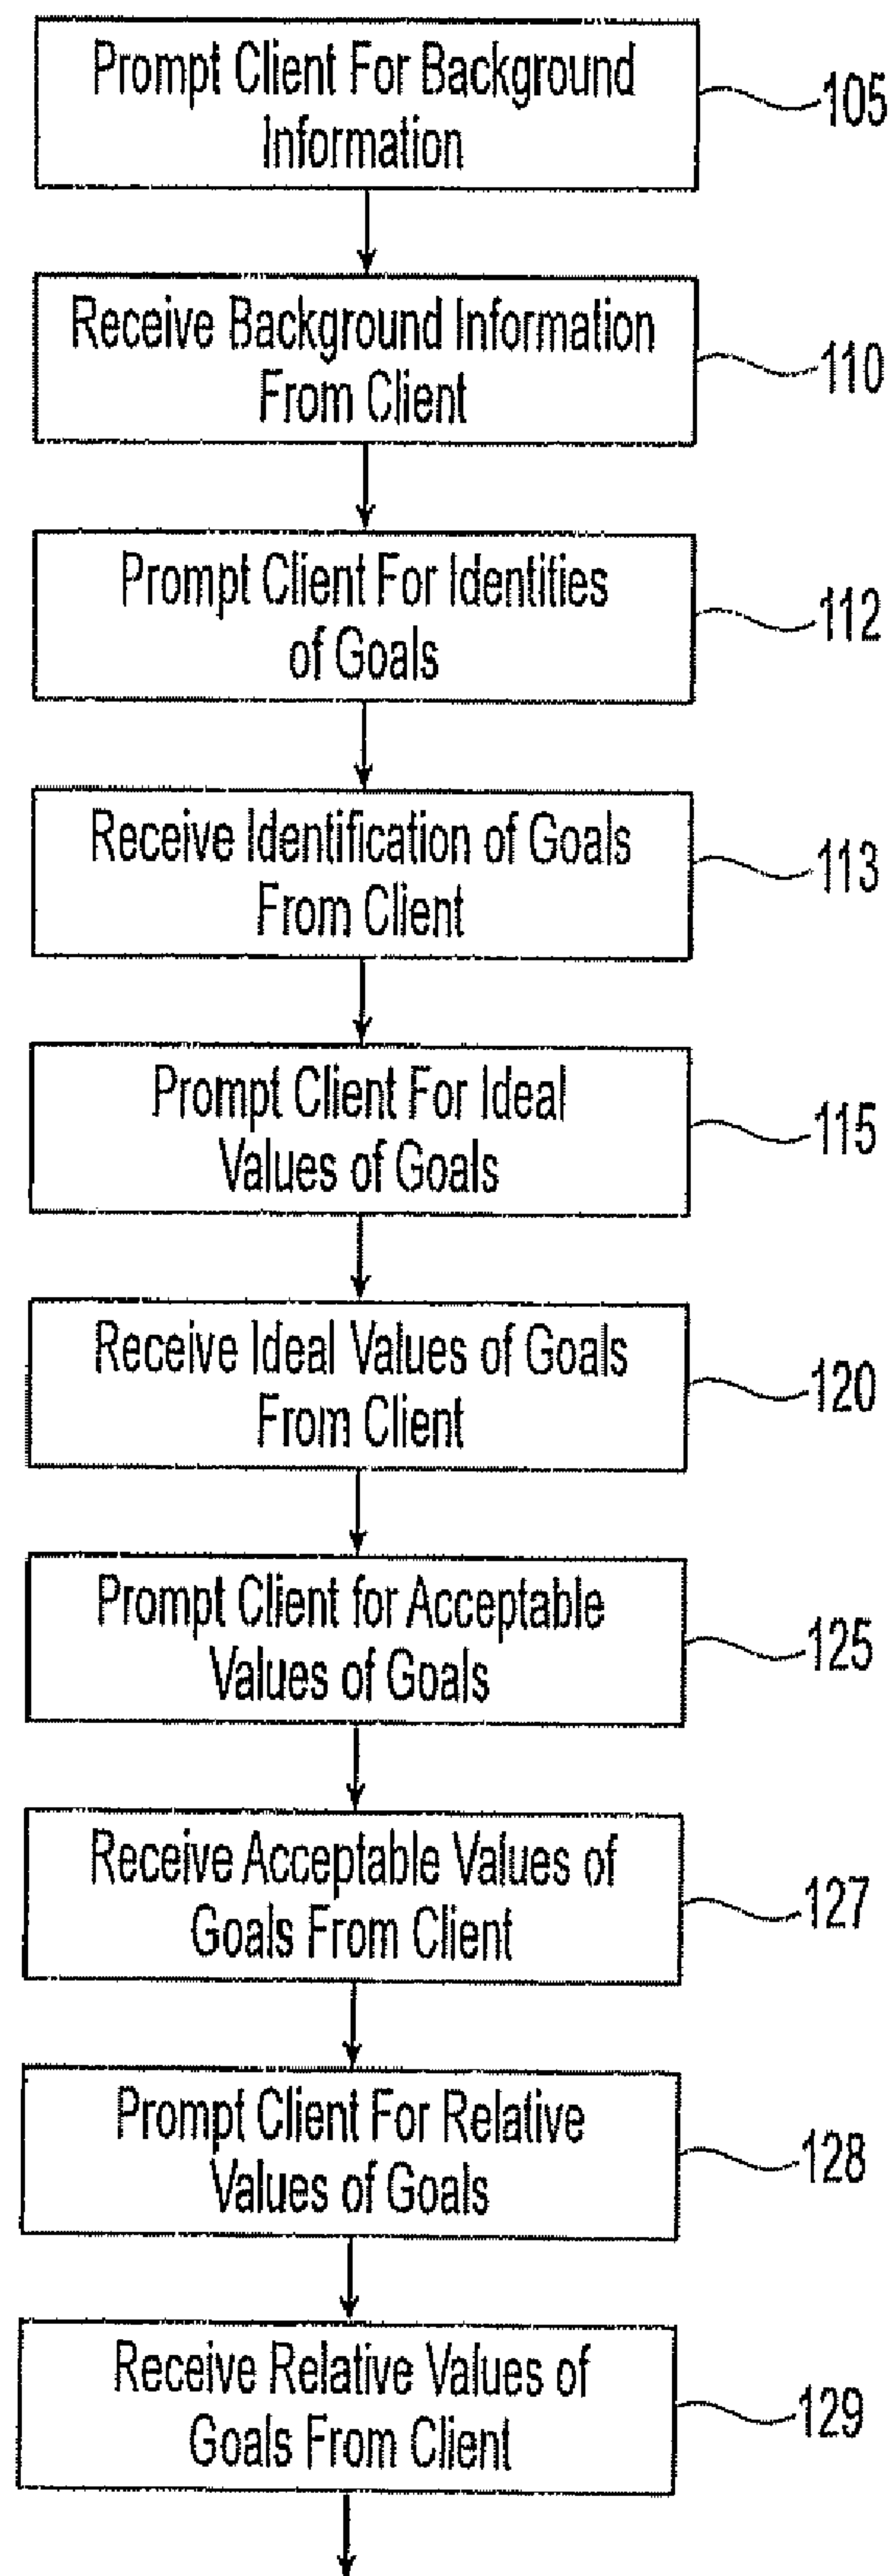 Prompt Client For Background
Information
105
Receive Background Information
From Client
110
Prompt Client For Identities
of Goals
112
Receive Identification of Goals
From Client
113
Prompt Client For Ideal
Values of Goals
115
Receive Ideal Values of Goals
From Client
120
Prompt Client for Acceptable
Values of Goals
125
Receive Acceptable Values of
Goals From Client
127
Prompt Client For Relative
Values of Goals
128
Receive Relative Values of
Goals From Client
129